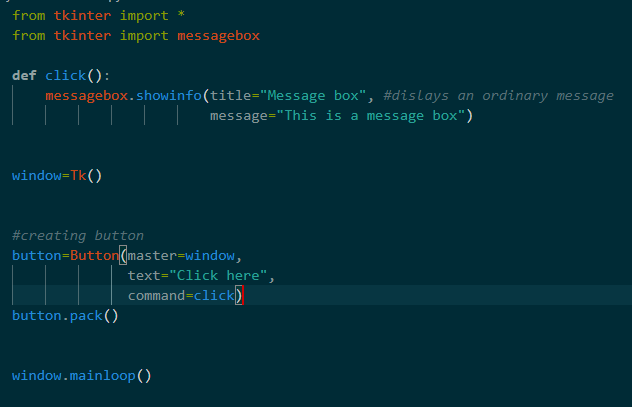 from tkinter import *
from tkinter import messagebox
def click():
messagebox.showinfo(title="Message box", #dislays an ordinary message
message="This is a message box")
window=Tk()
#creating button
button=Button(master=window,
text="Click here",
command=click)
button.pack()
window.mainloop()